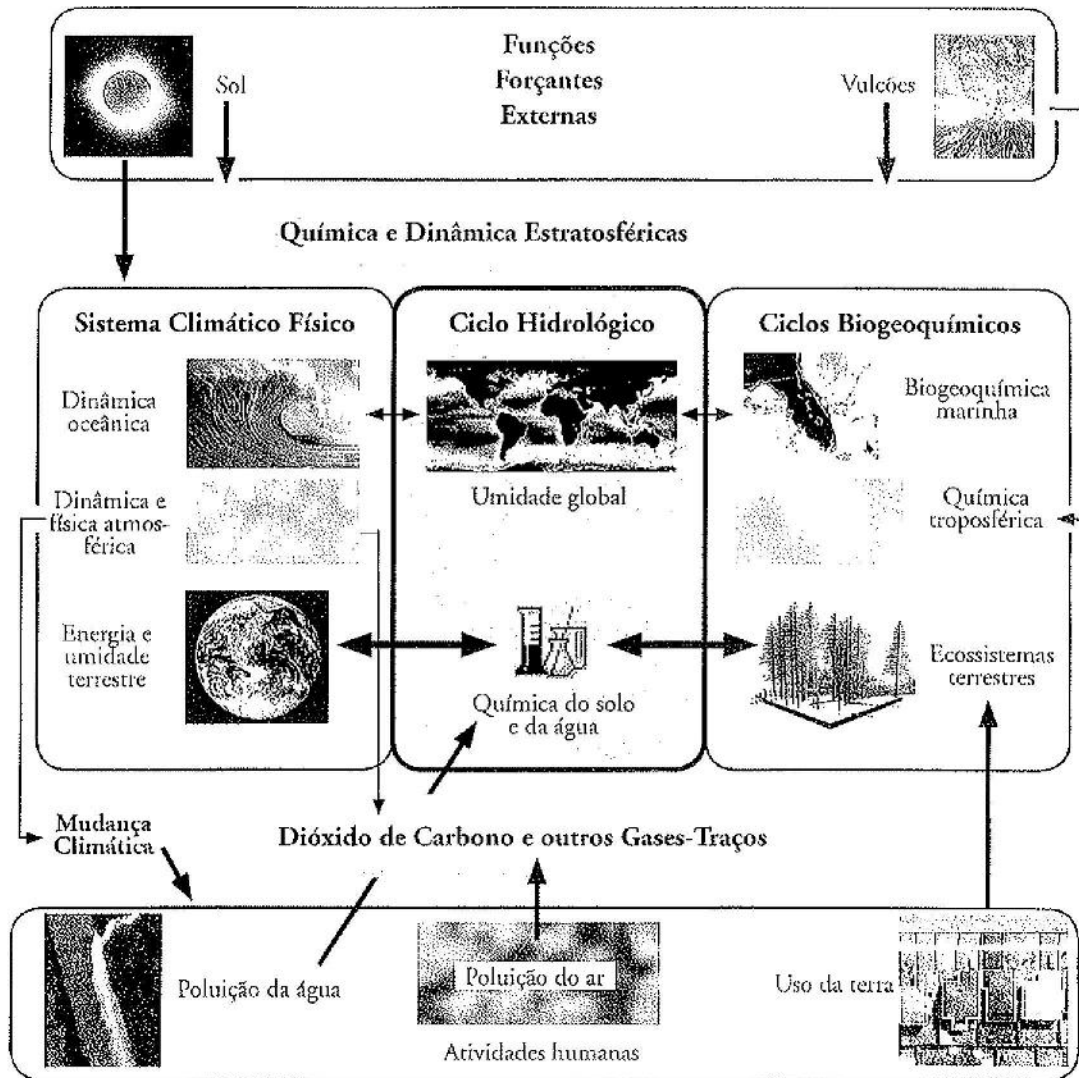 Funções
Forçantes
Externas
Sol
Vulcões
Química e Dinâmica Estratosféricas
Sistema Climático Físico
Dinâmica
oceânica
Dinâmica e
física atmos-
férica
Energia e
umidade
terrestre
Ciclo Hidrológico
Umidade global
Química do solo
e da água
Ciclos Biogeoquímicos
Biogeoquímica
marinha
Química
troposférica
Ecossistemas
terrestres
Mudança
Climática
Dióxido de Carbono e outros Gases-Traços
Poluição da água
Poluição do ar
Atividades humanas
Uso da terra